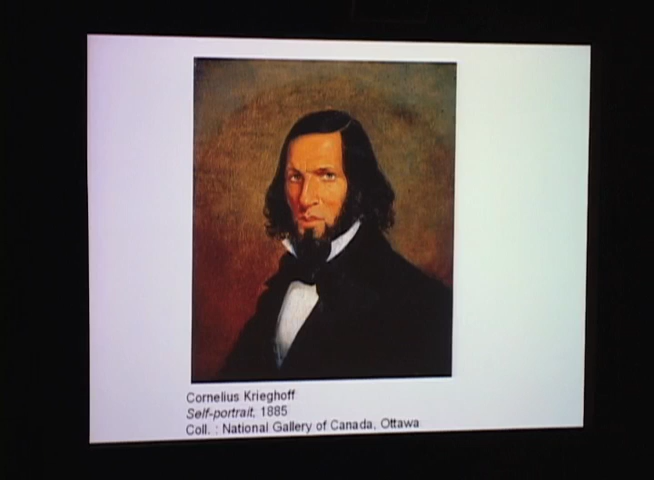 Cornelius Krieghoff
Self-portrait, 1885
Coll. : National Gallery of Canada, Ottawa